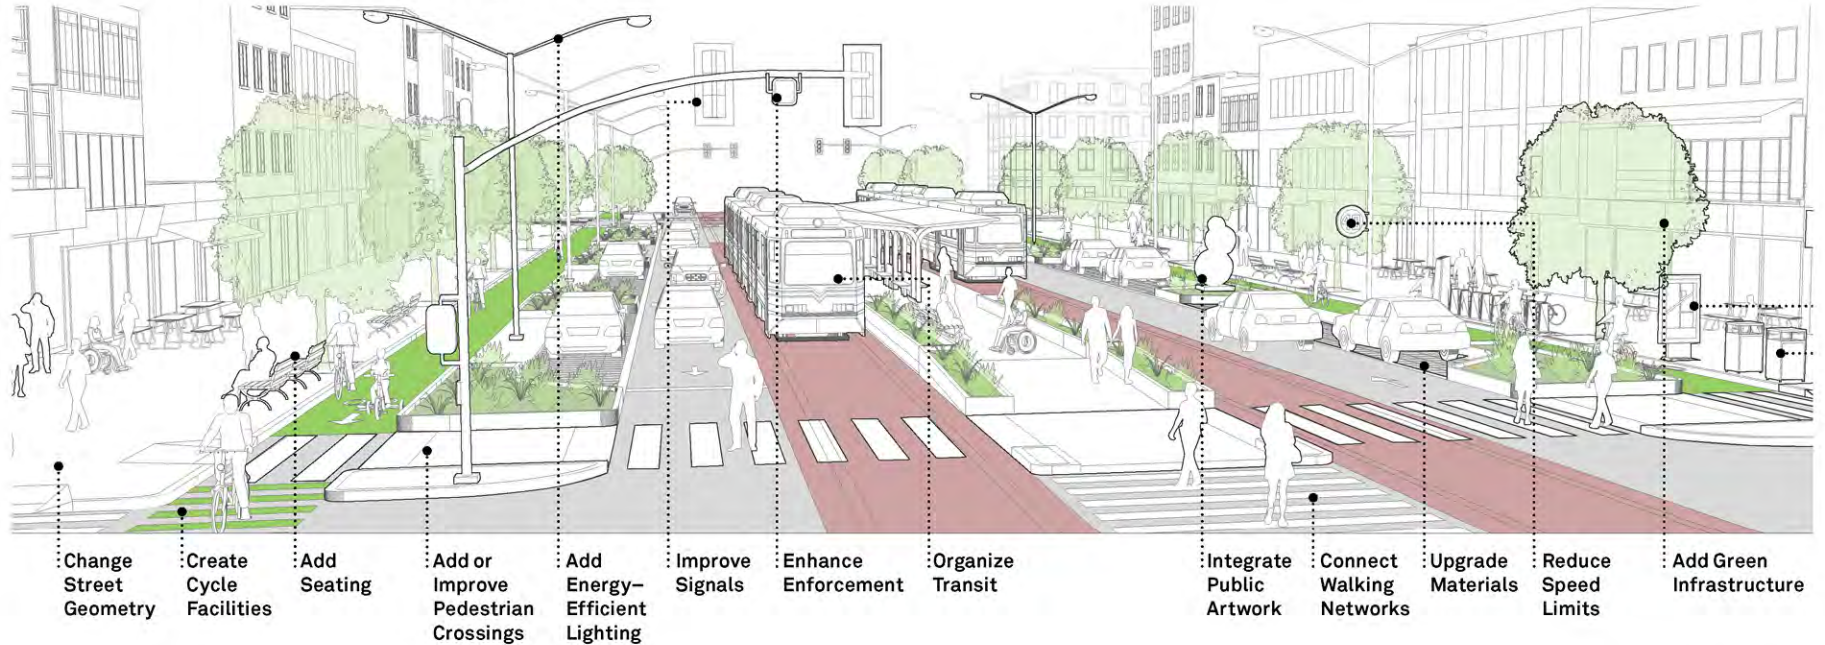 Change
Street
Geometry
Create
Cycle
Facilities
Add
Seating
Add or
Improve
Pedestrian
Crossings
Add
Energy–
Efficient
Lighting
Improve
Signals
Enhance
Enforcement
Organize
Transit
Integrate
Public
Artwork
Connect
Walking
Networks
Upgrade
Materials
Reduce
Speed
Limits
Add Green
Infrastructure